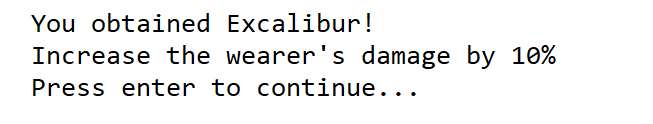 You obtained Excalibur!
Increase the wearer's damage by 10%
Press enter to continue...